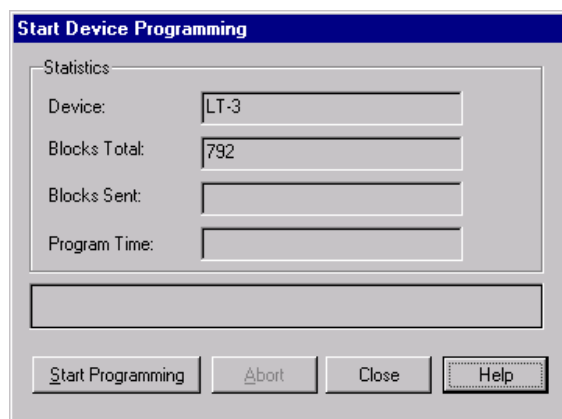 Start Device Programming
Statistics
Device: LT-3
Blocks Total: 792
Blocks Sent:
Program Time:
Start Programming Abort Close Help